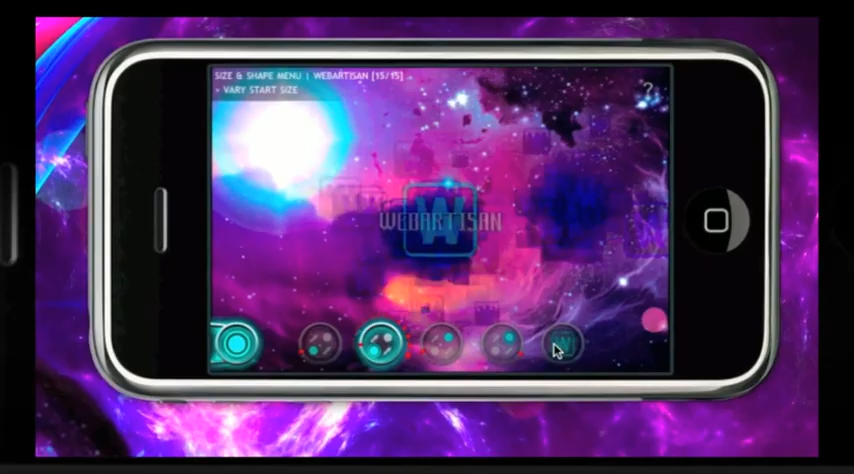 SIZE & SHAPE MENU | WEBARTISAN [15/15]
- VARY START SIZE
?
W
WEBARTISAN
W